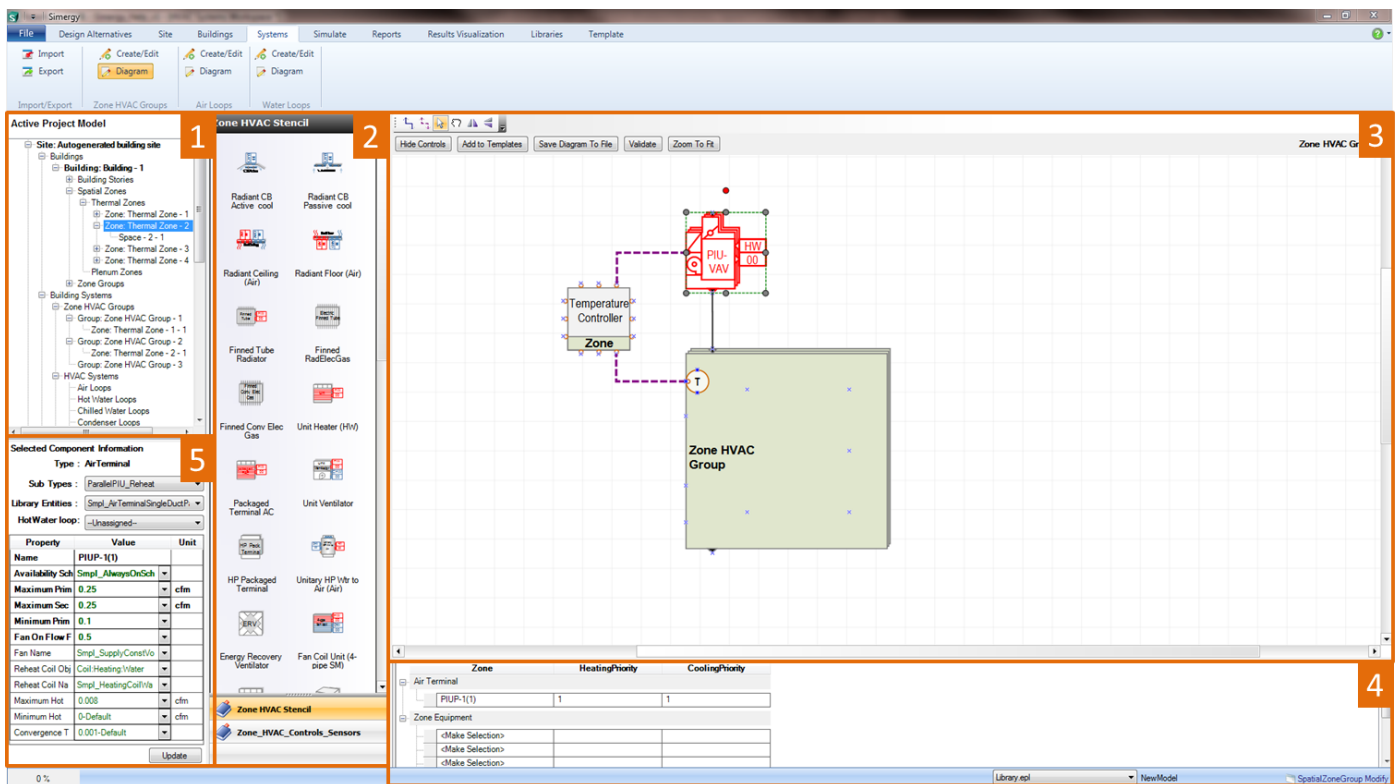 Simergy
File Design Alternatives Site Buildings Systems Simulate Reports Results Visualization Libraries Template
Import Create/Edit Create/Edit Create/Edit
Export Diagram Diagram Diagram
Import/Export Zone HVAC Groups Air Loops Water Loops
Active Project Model
1
Site: Autogenerated building site
Buildings
Building: Building - 1
Building Stories
Spatial Zones
Thermal Zones
Zone: Thermal Zone - 1
Zone: Thermal Zone - 2
Space - 2 - 1
Zone: Thermal Zone - 3
Zone: Thermal Zone - 4
Plenum Zones
Zone Groups
Building Systems
Zone HVAC Groups
Group: Zone HVAC Group - 1
Zone: Thermal Zone - 1 - 1
Group: Zone HVAC Group - 2
Zone: Thermal Zone - 2 - 1
Group: Zone HVAC Group - 3
HVAC Systems
Air Loops
Hot Water Loops
Chilled Water Loops
Condenser Loops
Selected Component Information
5
Type : AirTerminal
Sub Types : ParallelPIU_Reheat
Library Entities : Smpl_AirTerminalSingleDuctP
HotWater loop: --Unassigned--
Property Value Unit
Name PIUP-1(1)
Availability Sch Smpl_AlwaysOnSch
Maximum Prim 0.25 cfm
Maximum Sec 0.25 cfm
Minimum Prim 0.1
Fan On Flow F 0.5
Fan Name Smpl_SupplyConstVo
Reheat Coil Obj Coil:Heating:Water
Reheat Coil Na Smpl_HeatingCoilWa
Maximum Hot 0.008 cfm
Minimum Hot 0-Default cfm
Convergence T 0.001-Default
Update
0 %
Zone HVAC Stencil
2
Radiant CB Active cool
Radiant CB Passive cool
Radiant Ceiling (Air)
Radiant Floor (Air)
Finned Tube Radiator
Finned RadElecGas
Finned Conv Elec Gas
Unit Heater (HW)
Packaged Terminal AC
Unit Ventilator
HP Packaged Terminal
Unitary HP Wtr to Air (Air)
ERV
Energy Recovery Ventilator
Fan Coil Unit (4-pipe SM)
Zone HVAC Stencil
Zone_HVAC_Controls_Sensors
3
Hide Controls Add to Templates Save Diagram To File Validate Zoom To Fit Zone HVAC Gr
PIU-
VAV
HW
00
Temperature
Controller
Zone
T
Zone HVAC
Group
4
Zone HeatingPriority CoolingPriority
Air Terminal
PIUP-1(1) 1 1
Zone Equipment
<Make Selection>
<Make Selection>
<Make Selection>
Library.epl NewModel SpatialZoneGroup Modify